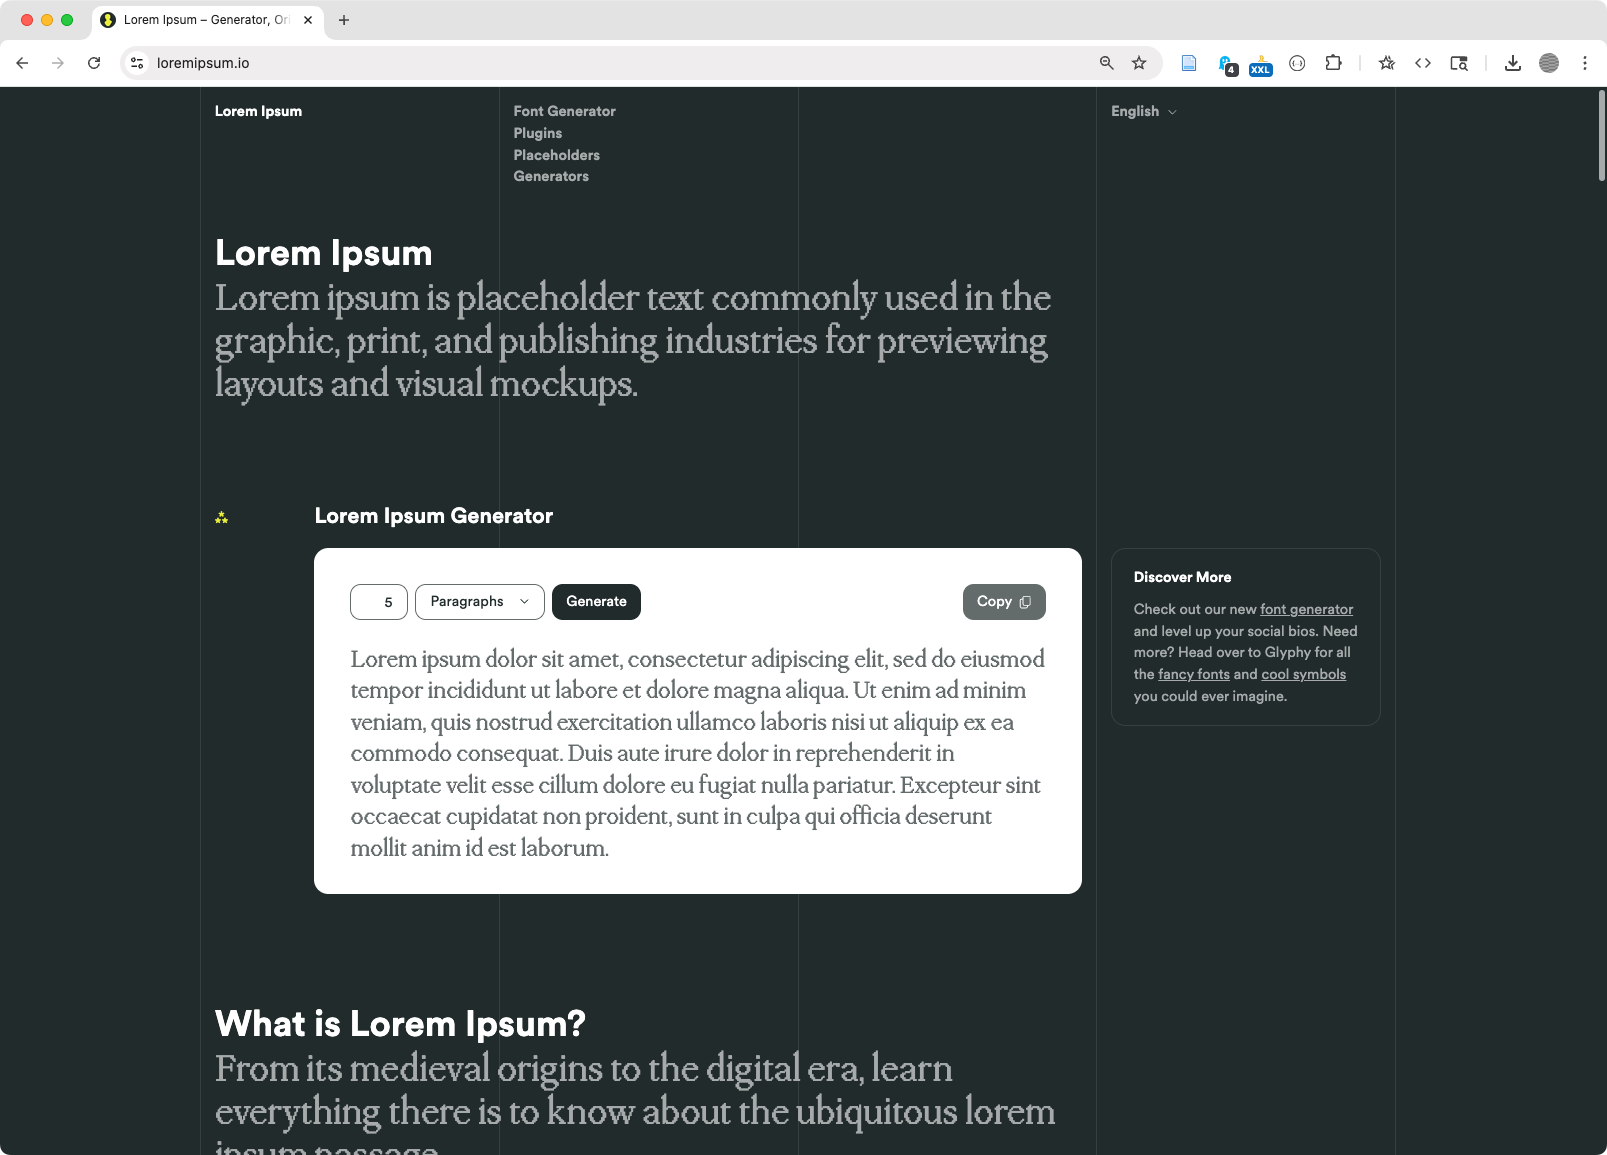 Lorem Ipsum – Generator, Ori
loremipsum.io
4
XXL
Lorem Ipsum
Font Generator
Plugins
Placeholders
Generators
English
Lorem Ipsum
Lorem ipsum is placeholder text commonly used in the
graphic, print, and publishing industries for previewing
layouts and visual mockups.
Lorem Ipsum Generator
5
Paragraphs
Generate
Copy
Lorem ipsum dolor sit amet, consectetur adipiscing elit, sed do eiusmod
tempor incididunt ut labore et dolore magna aliqua. Ut enim ad minim
veniam, quis nostrud exercitation ullamco laboris nisi ut aliquip ex ea
commodo consequat. Duis aute irure dolor in reprehenderit in
voluptate velit esse cillum dolore eu fugiat nulla pariatur. Excepteur sint
occaecat cupidatat non proident, sunt in culpa qui officia deserunt
mollit anim id est laborum.
Discover More
Check out our new font generator
and level up your social bios. Need
more? Head over to Glyphy for all
the fancy fonts and cool symbols
you could ever imagine.
What is Lorem Ipsum?
From its medieval origins to the digital era, learn
everything there is to know about the ubiquitous lorem
ipsum passage.